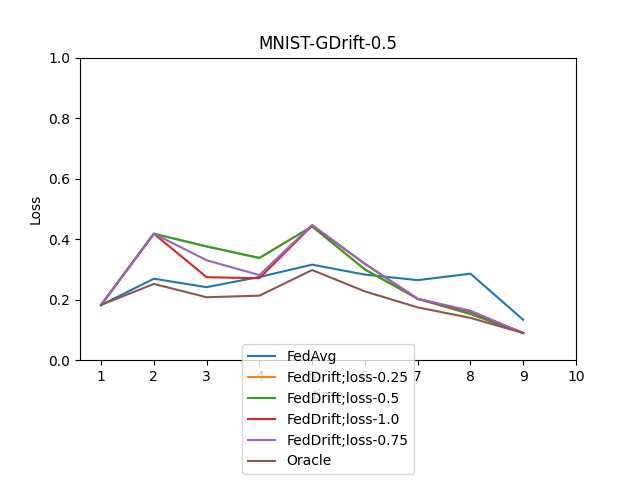 MNIST-GDrift-0.5
1.0
0.8
0.6
0.4
0.2
0.0
Loss
1 2 3 4 5 6 7 8 9 10
FedAvg
FedDrift;loss-0.25
FedDrift;loss-0.5
FedDrift;loss-1.0
FedDrift;loss-0.75
Oracle